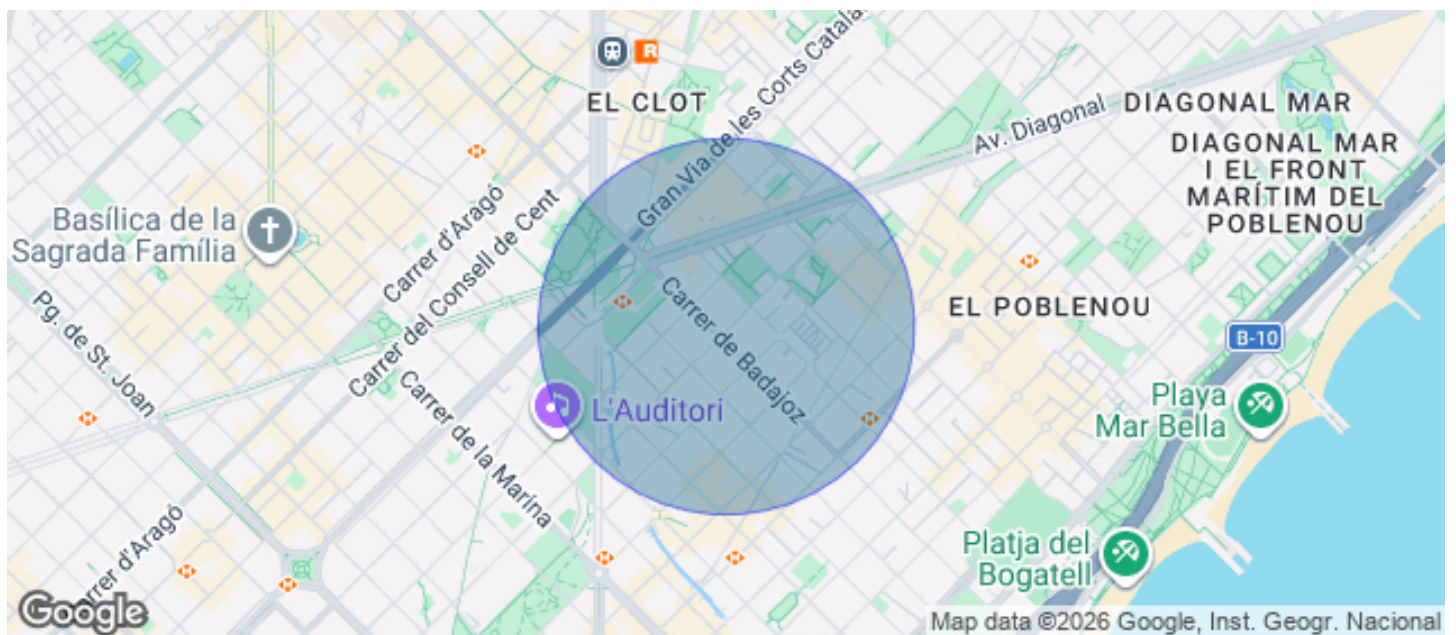 R
EL CLOT
Gran Via de les Corts Catala
Av. Diagonal
DIAGONAL MAR
DIAGONAL MAR
I EL FRONT
MARÍTIM DEL
POBLENOU
Basílica de la
Sagrada Família
Carrer d'Aragó
Carrer del Consell de Cent
Pg. de St. Joan
Carrer de Badajoz
EL POBLENOU
B-10
L'Auditori
Playa
Mar Bella
Carrer de la Marina
Carrer d'Aragó
Platja del
Bogatell
Google
Map data ©2026 Google, Inst. Geogr. Nacional